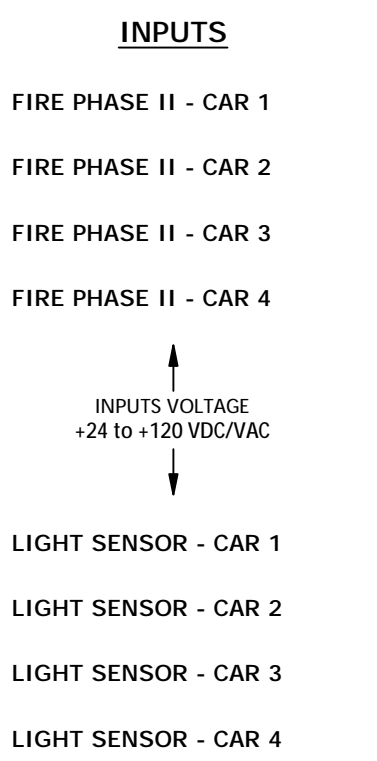 INPUTS
FIRE PHASE II - CAR 1
FIRE PHASE II - CAR 2
FIRE PHASE II - CAR 3
FIRE PHASE II - CAR 4
INPUTS VOLTAGE
+24 to +120 VDC/VAC
LIGHT SENSOR - CAR 1
LIGHT SENSOR - CAR 2
LIGHT SENSOR - CAR 3
LIGHT SENSOR - CAR 4